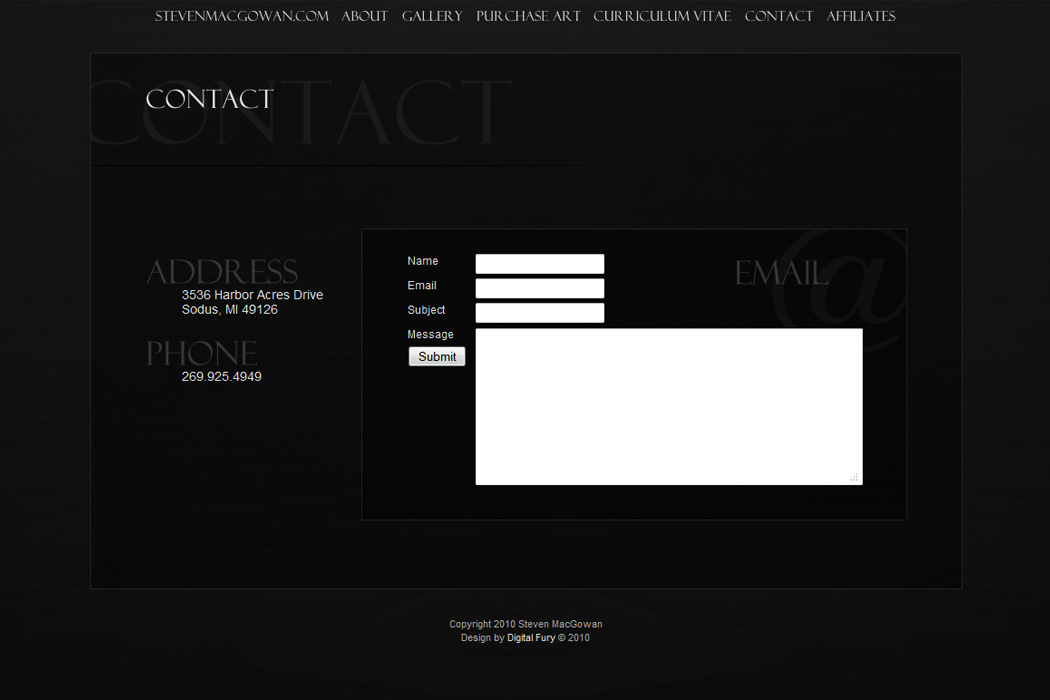 STEVENMACGOWAN.COM ABOUT GALLERY PURCHASE ART CURRICULUM VITAE CONTACT AFFILIATES
CONTACT
CONTACT
ADDRESS
3536 Harbor Acres Drive
Sodus, MI 49126
PHONE
269.925.4949
EMAIL
@
Name
Email
Subject
Message
Submit
Copyright 2010 Steven MacGowan
Design by Digital Fury © 2010